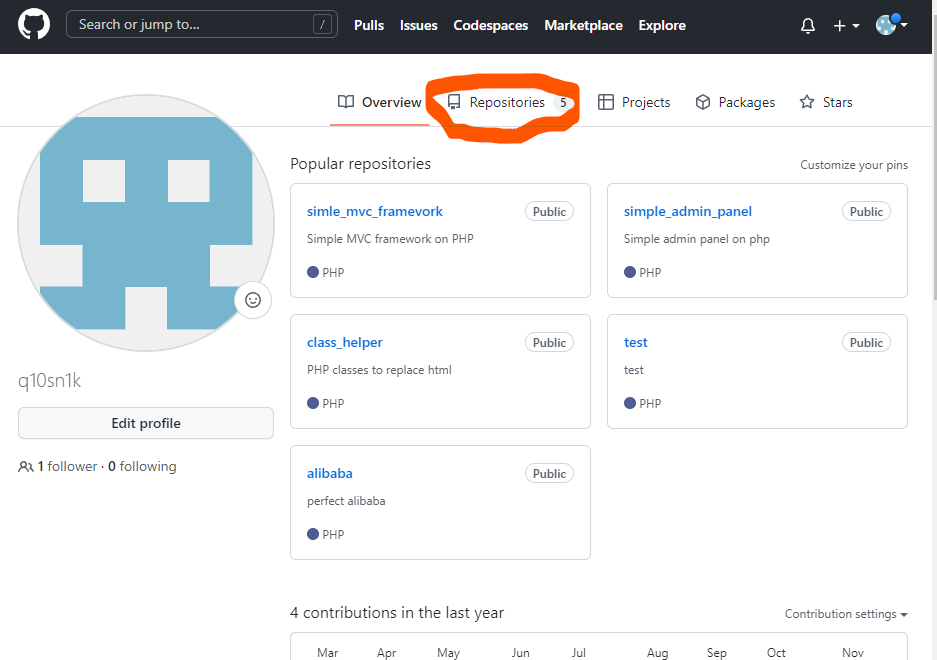 Search or jump to... / Pulls Issues Codespaces Marketplace Explore
Overview Repositories 5 Projects Packages Stars
Popular repositories Customize your pins
simle_mvc_framevork Public
Simple MVC framework on PHP
PHP
simple_admin_panel Public
Simple admin panel on php
PHP
class_helper Public
PHP classes to replace html
PHP
test Public
test
PHP
alibaba Public
perfect alibaba
PHP
q10sn1k
Edit profile
1 follower · 0 following
4 contributions in the last year Contribution settings
Mar Apr May Jun Jul Aug Sep Oct Nov